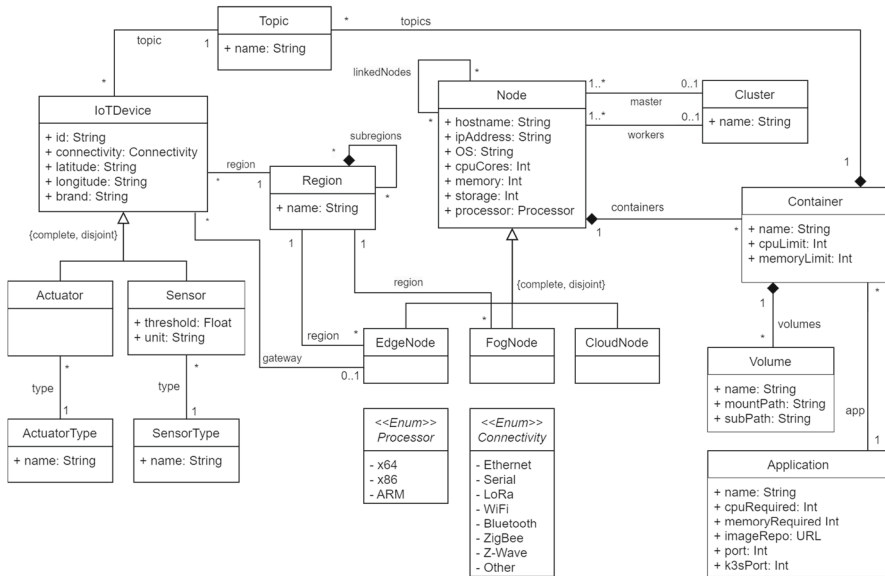 Topic
+ name: String
topic
1
*
*
topics
1
IoTDevice
+ id: String
+ connectivity: Connectivity
+ latitude: String
+ longitude: String
+ brand: String
region
*
1
subregions
*
*
Region
+ name: String
linkedNodes
*
*
Node
+ hostname: String
+ ipAddress: String
+ OS: String
+ cpuCores: Int
+ memory: Int
+ storage: Int
+ processor: Processor
1..*
0..1
master
1..*
0..1
workers
Cluster
+ name: String
containers
1
*
Container
+ name: String
+ cpuLimit: Int
+ memoryLimit: Int
{complete, disjoint}
*
1
1
region
*
{complete, disjoint}
Actuator
Sensor
+ threshold: Float
+ unit: String
region
*
gateway
0..1
EdgeNode
FogNode
CloudNode
1
volumes
*
Volume
+ name: String
+ mountPath: String
+ subPath: String
*
app
1
*
type
1
*
type
1
ActuatorType
+ name: String
SensorType
+ name: String
<<Enum>>
Processor
- x64
- x86
- ARM
<<Enum>>
Connectivity
- Ethernet
- Serial
- LoRa
- WiFi
- Bluetooth
- ZigBee
- Z-Wave
- Other
Application
+ name: String
+ cpuRequired: Int
+ memoryRequired Int
+ imageRepo: URL
+ port: Int
+ k3sPort: Int